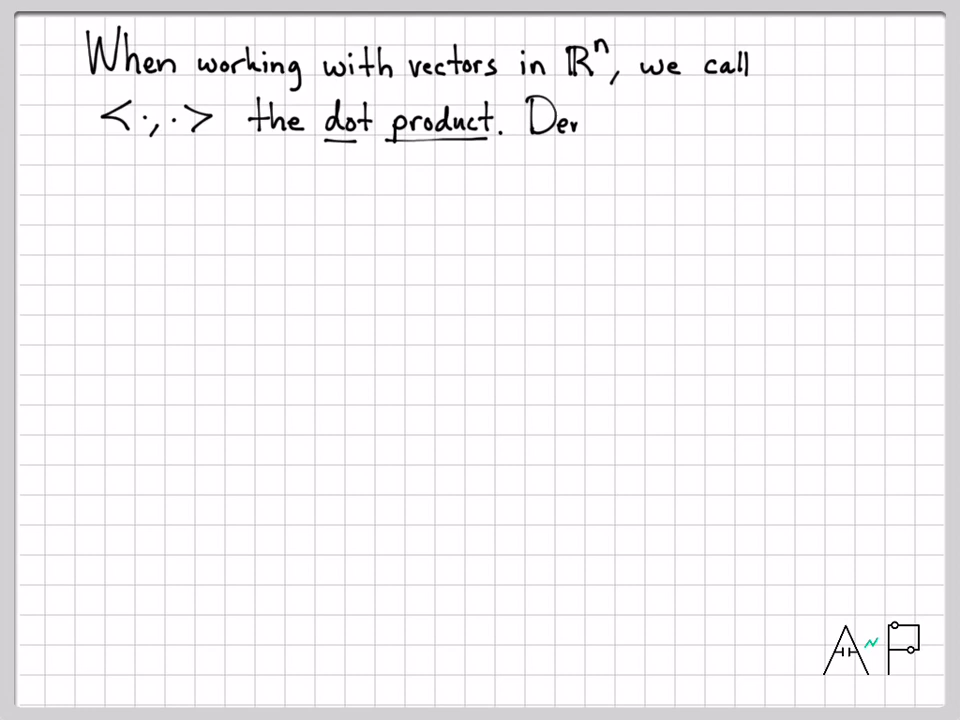 When working with vectors in ℝⁿ, we call
<·,·> the dot product. Der